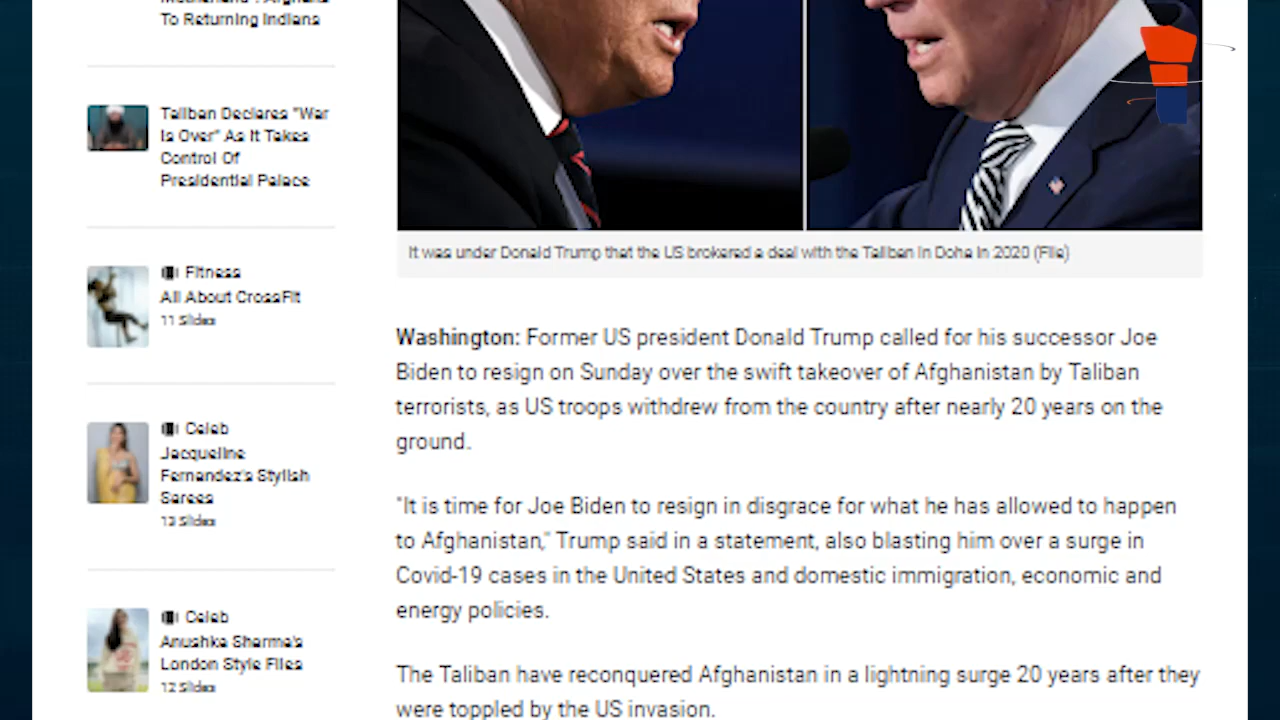 To Returning Indians
Taliban Declares "War
Is Over" As It Takes
Control Of
Presidential Palace
Fitness
All About CrossFit
11 Slides
Celeb
Jacqueline
Fernandez's Stylish
Sarees
13 Slides
Celeb
Anushka Sharma's
London Style Files
12 Slides
It was under Donald Trump that the US brokered a deal with the Taliban in Doha in 2020 (File)
Washington: Former US president Donald Trump called for his successor Joe
Biden to resign on Sunday over the swift takeover of Afghanistan by Taliban
terrorists, as US troops withdrew from the country after nearly 20 years on the
ground.
"It is time for Joe Biden to resign in disgrace for what he has allowed to happen
to Afghanistan," Trump said in a statement, also blasting him over a surge in
Covid-19 cases in the United States and domestic immigration, economic and
energy policies.
The Taliban have reconquered Afghanistan in a lightning surge 20 years after they
were toppled by the US invasion.